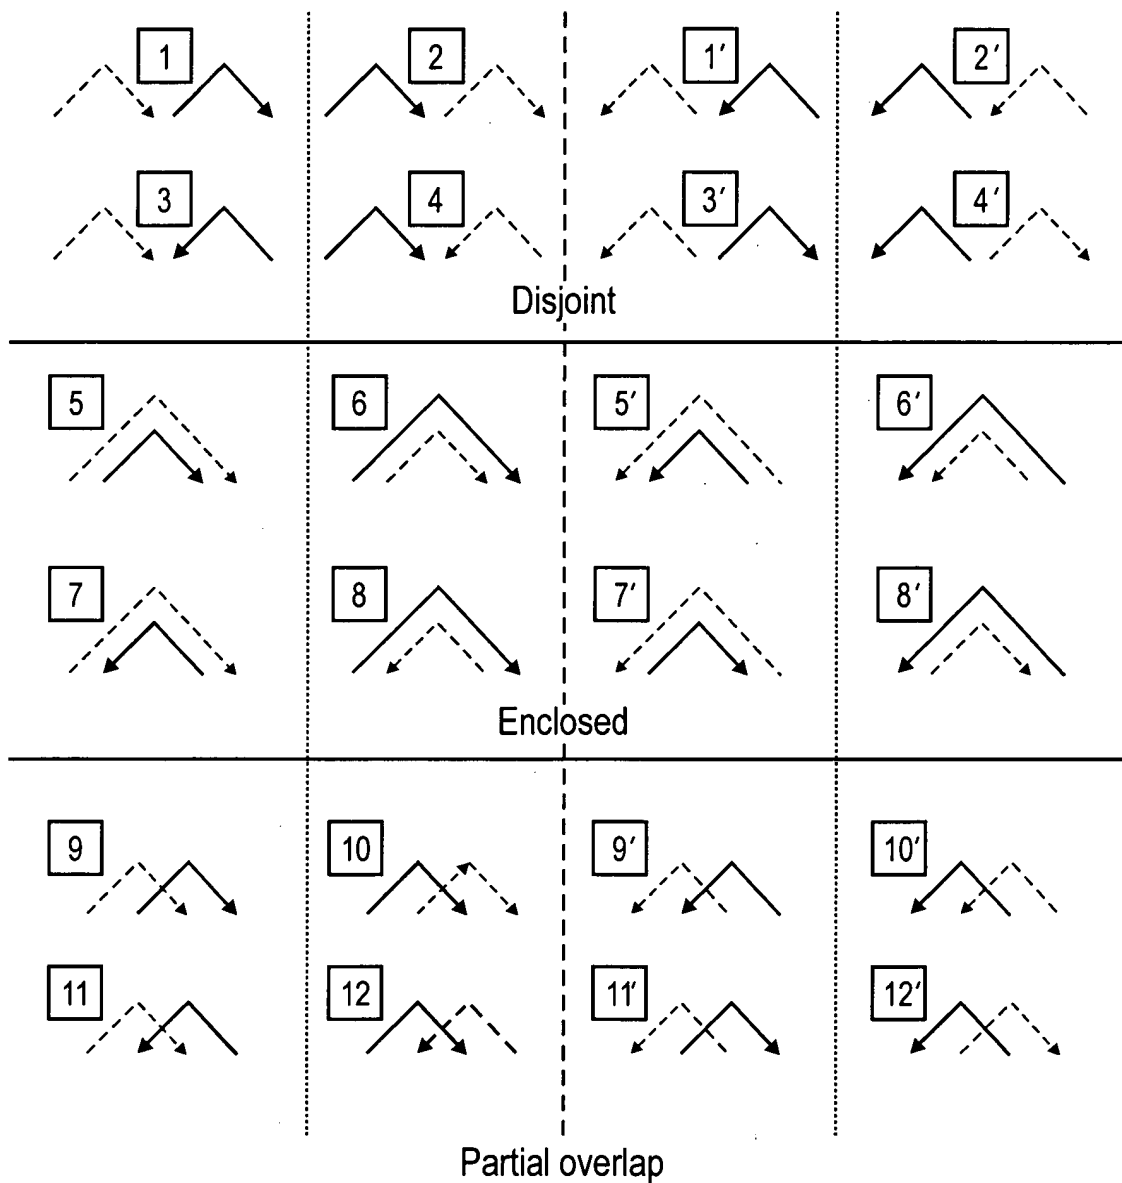 1 2 1′ 2′
3 4 3′ 4′
Disjoint
5 6 5′ 6′
7 8 7′ 8′
Enclosed
9 10 9′ 10′
11 12 11′ 12′
Partial overlap